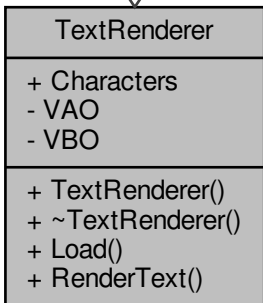 TextRenderer
+ Characters
- VAO
- VBO
+ TextRenderer()
+ ~TextRenderer()
+ Load()
+ RenderText()